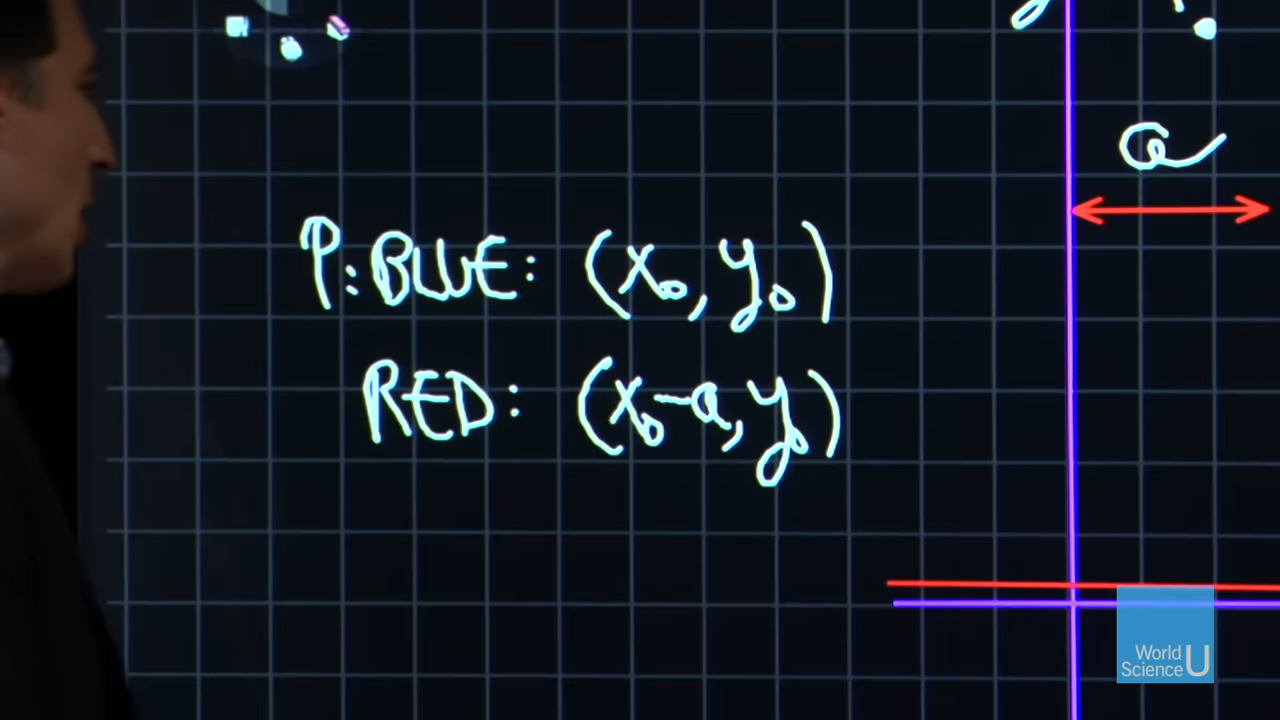 a
P: BLUE: (x₀, y₀)
RED: (x₀-a, y₀)
World
Science U